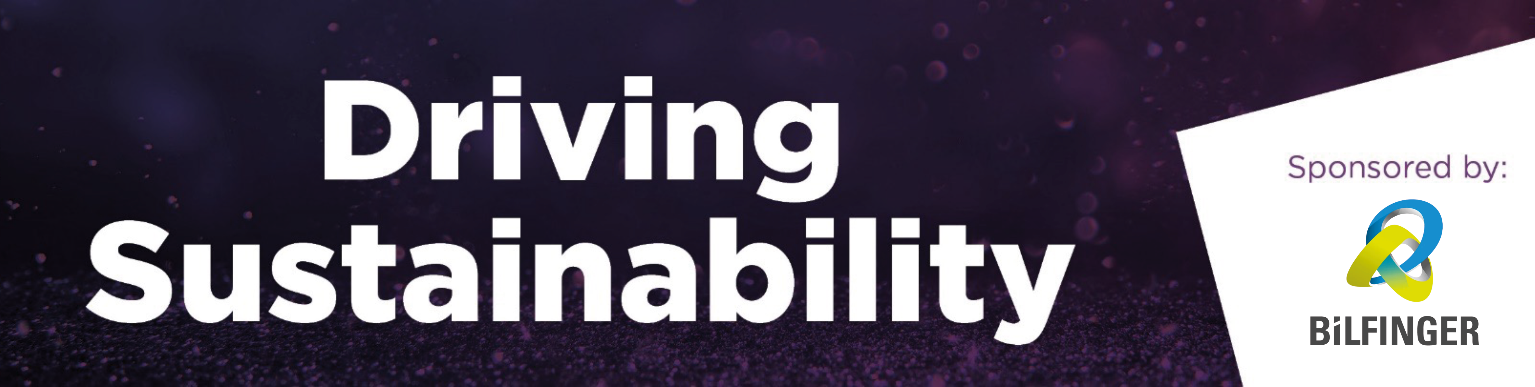 Driving
Sustainability
Sponsored by:
BiLFINGER